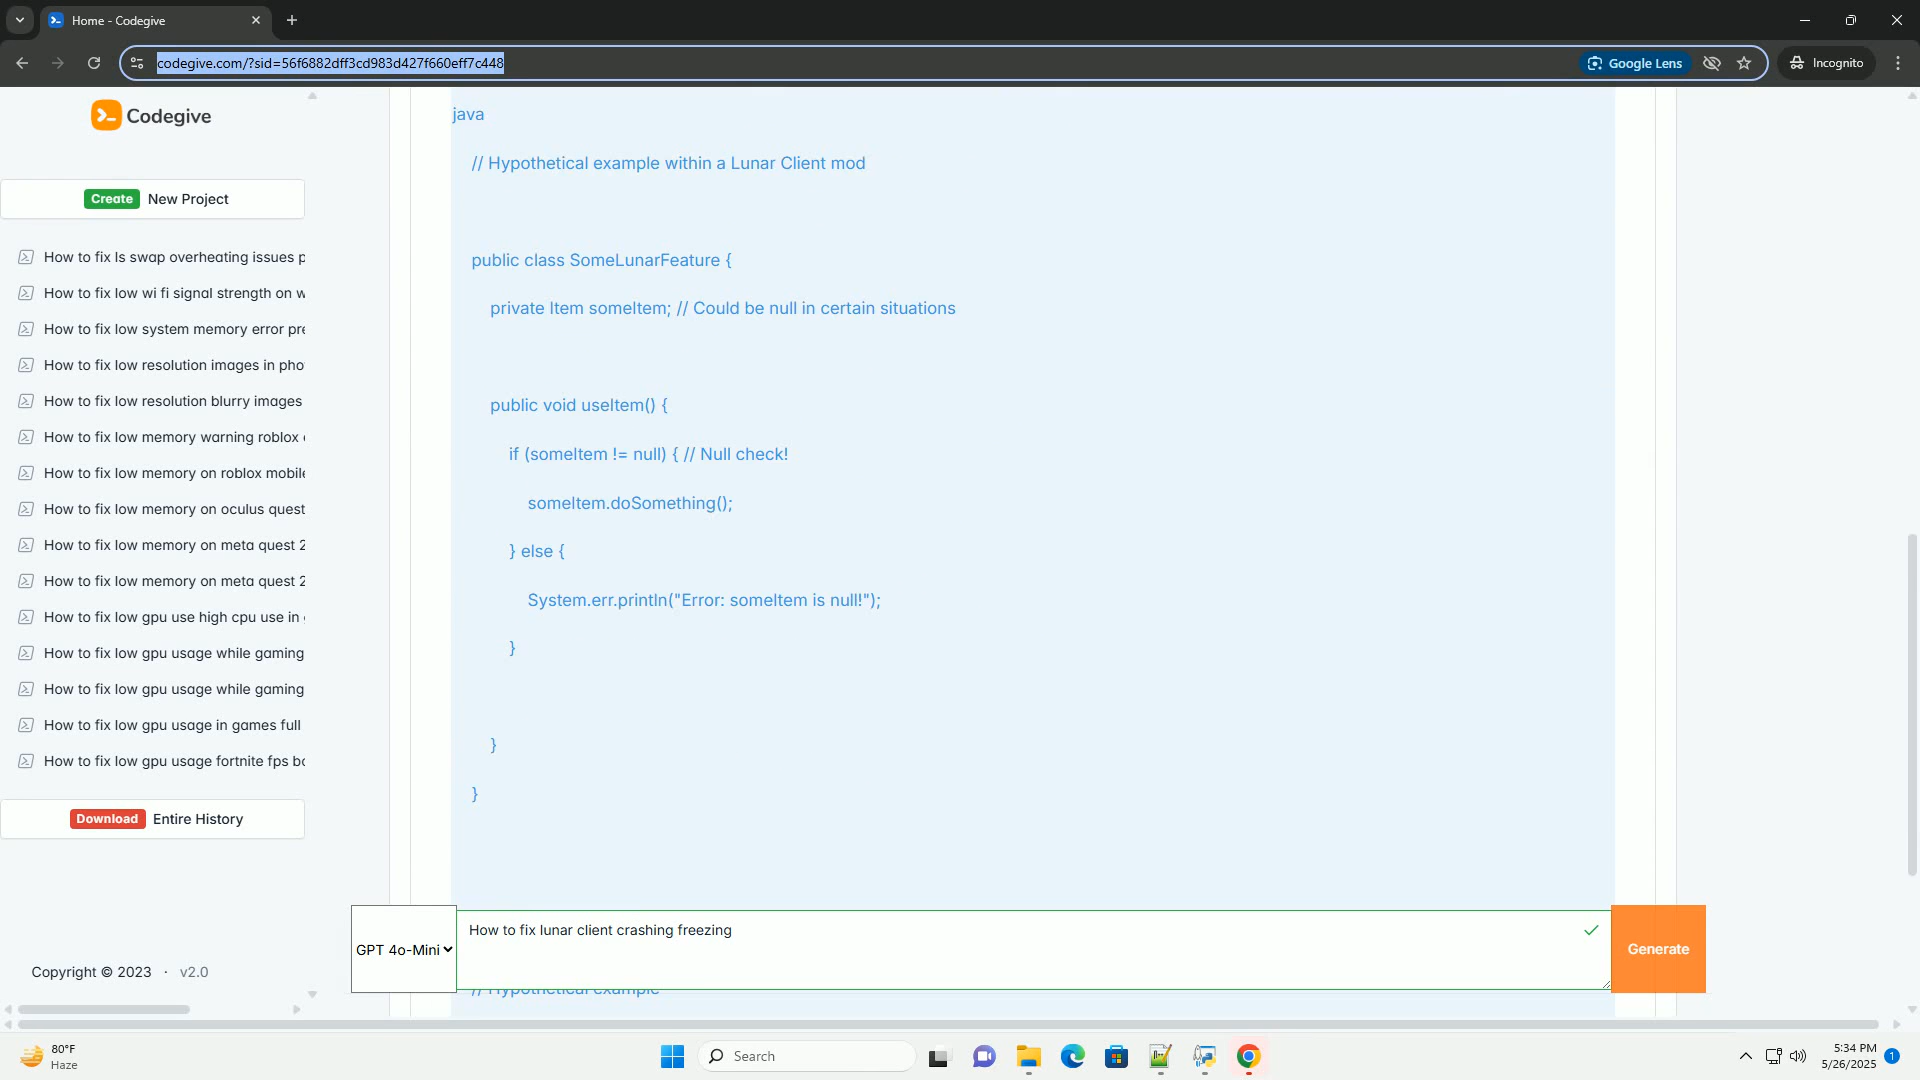 Home - Codegive
codegive.com/?sid=56f6882dff3cd983d427f660eff7c448
Google Lens
Incognito
Codegive
Create New Project
How to fix ls swap overheating issues p
How to fix low wi fi signal strength on w
How to fix low system memory error pre
How to fix low resolution images in pho
How to fix low resolution blurry images
How to fix low memory warning roblox
How to fix low memory on roblox mobile
How to fix low memory on oculus quest
How to fix low memory on meta quest 2
How to fix low memory on meta quest 2
How to fix low gpu use high cpu use in
How to fix low gpu usage while gaming
How to fix low gpu usage while gaming
How to fix low gpu usage in games full
How to fix low gpu usage fortnite fps bo
Download Entire History
Copyright © 2023 · v2.0
java
// Hypothetical example within a Lunar Client mod
public class SomeLunarFeature {
private Item someItem; // Could be null in certain situations
public void useItem() {
if (someItem != null) { // Null check!
someItem.doSomething();
} else {
System.err.println("Error: someItem is null!");
}
}
}
GPT 4o-Mini
How to fix lunar client crashing freezing
Generate
// Hypothetical example
80°F
Haze
Search
5:34 PM
5/26/2025
1